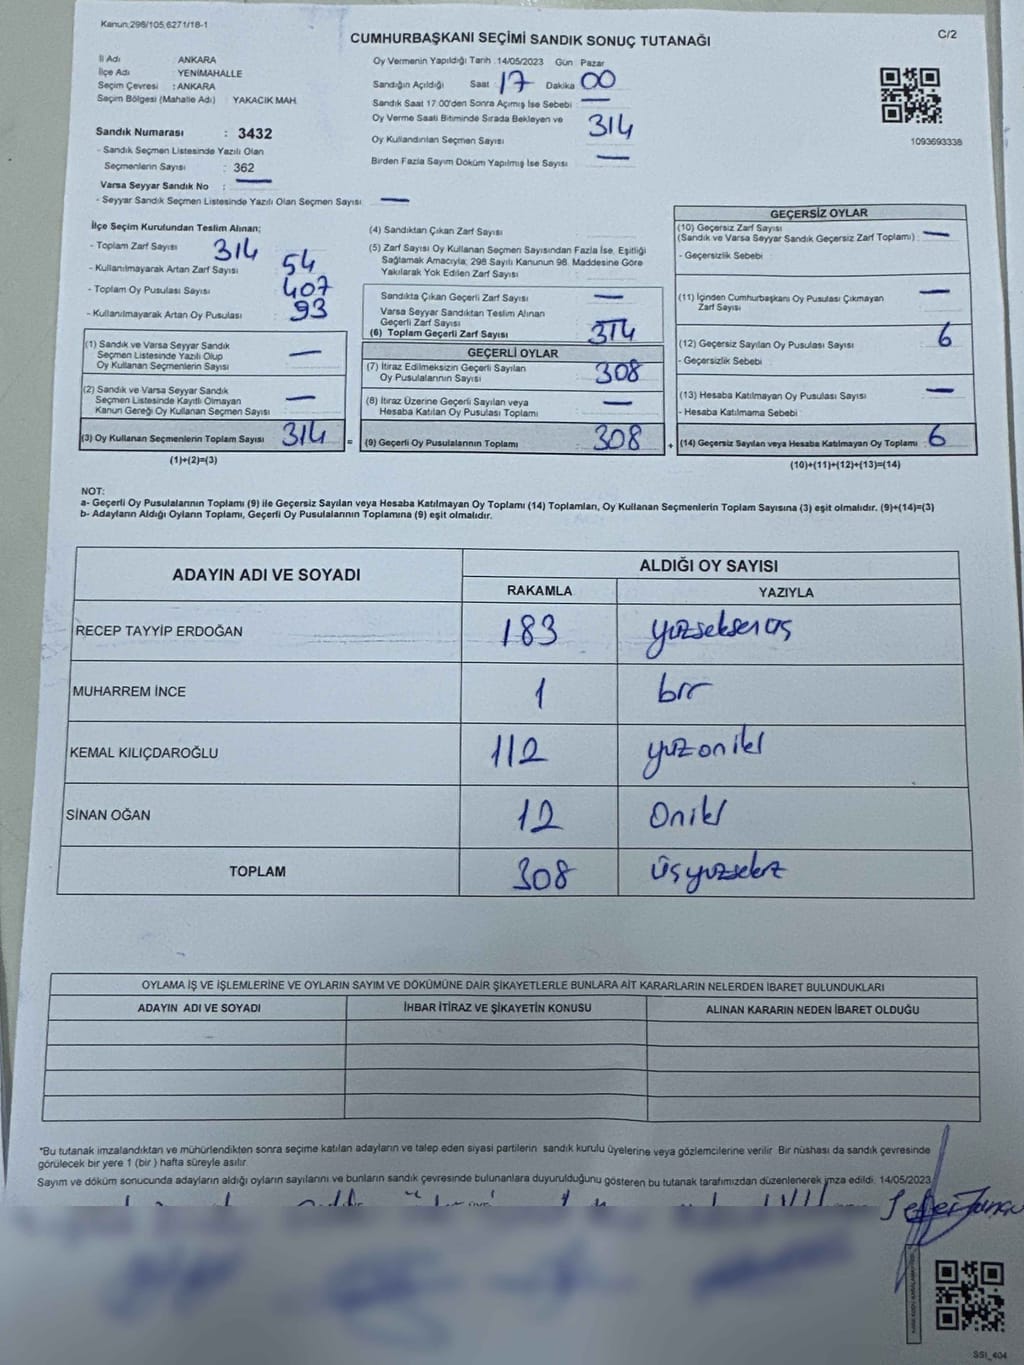 Kanun:298/105,6271/18-1
C/2
CUMHURBAŞKANI SEÇİMİ SANDIK SONUÇ TUTANAĞI
İl Adı : ANKARA
İlçe Adı : YENİMAHALLE
Seçim Çevresi : ANKARA
Seçim Bölgesi (Mahalle Adı) : YAKACIK MAH.
Sandık Numarası : 3432
- Sandık Seçmen Listesinde Yazılı Olan
Seçmenlerin Sayısı : 362
Varsa Seyyar Sandık No : —
- Seyyar Sandık Seçmen Listesinde Yazılı Olan Seçmen Sayısı : —
Oy Vermenin Yapıldığı Tarih :14/05/2023 Gün : Pazar
Sandığın Açıldığı Saat : 17 Dakika : 00
Sandık Saat 17.00'den Sonra Açımış İse Sebebi : —
Oy Verme Saati Bitiminde Sırada Bekleyen ve
Oy Kullandırılan Seçmen Sayısı : 314
Birden Fazla Sayım Döküm Yapılmış İse Sayısı : —
1093693338
İlçe Seçim Kurulundan Teslim Alınan;
- Toplam Zarf Sayısı : 314
- Kullanılmayarak Artan Zarf Sayısı : 54
- Toplam Oy Pusulası Sayısı : 407
- Kullanılmayarak Artan Oy Pusulası : 93
(1) Sandık ve Varsa Seyyar Sandık
Seçmen Listesinde Yazılı Olup
Oy Kullanan Seçmenlerin Sayısı : —
(2) Sandık ve Varsa Seyyar Sandık
Seçmen Listesinde Kayıtlı Olmayan
Kanun Gereği Oy Kullanan Seçmen Sayısı : —
(3) Oy Kullanan Seçmenlerin Toplam Sayısı : 314 =
(1)+(2)=(3)
(4) Sandıktan Çıkan Zarf Sayısı :
(5) Zarf Sayısı Oy Kullanan Seçmen Sayısından Fazla İse, Eşitliği
Sağlamak Amacıyla; 298 Sayılı Kanunun 98. Maddesine Göre
Yakılarak Yok Edilen Zarf Sayısı :
Sandıkta Çıkan Geçerli Zarf Sayısı : —
Varsa Seyyar Sandıktan Teslim Alınan
Geçerli Zarf Sayısı :
(6) Toplam Geçerli Zarf Sayısı : 314
GEÇERLİ OYLAR
(7) İtiraz Edilmeksizin Geçerli Sayılan
Oy Pusulalarının Sayısı : 308
(8) İtiraz Üzerine Geçerli Sayılan veya
Hesaba Katılan Oy Pusulası Toplamı : —
(9) Geçerli Oy Pusulalarının Toplamı : 308 +
GEÇERSİZ OYLAR
(10) Geçersiz Zarf Sayısı
(Sandık ve Varsa Seyyar Sandık Geçersiz Zarf Toplamı) : —
- Geçersizlik Sebebi :
(11) İçinden Cumhurbaşkanı Oy Pusulası Çıkmayan
Zarf Sayısı : —
(12) Geçersiz Sayılan Oy Pusulası Sayısı : 6
- Geçersizlik Sebebi :
(13) Hesaba Katılmayan Oy Pusulası Sayısı : —
- Hesaba Katılmama Sebebi :
(14) Geçersiz Sayılan veya Hesaba Katılmayan Oy Toplamı : 6
(10)+(11)+(12)+(13)=(14)
NOT:
a- Geçerli Oy Pusulalarının Toplamı (9) ile Geçersiz Sayılan veya Hesaba Katılmayan Oy Toplamı (14) Toplamları, Oy Kullanan Seçmenlerin Toplam Sayısına (3) eşit olmalıdır. (9)+(14)=(3)
b- Adayların Aldığı Oyların Toplamı, Geçerli Oy Pusulalarının Toplamına (9) eşit olmalıdır.
ADAYIN ADI VE SOYADI ALDIĞI OY SAYISI
RAKAMLA YAZIYLA
RECEP TAYYİP ERDOĞAN 183 yüzseksenüç
MUHARREM İNCE 1 bir
KEMAL KILIÇDAROĞLU 112 yüzoniki
SİNAN OĞAN 12 Oniki
TOPLAM 308 üçyüzsekiz
OYLAMA İŞ VE İŞLEMLERİNE VE OYLARIN SAYIM VE DÖKÜMÜNE DAİR ŞİKAYETLERLE BUNLARA AİT KARARLARIN NELERDEN İBARET BULUNDUKLARI
ADAYIN ADI VE SOYADI İHBAR İTİRAZ VE ŞİKAYETİN KONUSU ALINAN KARARIN NEDEN İBARET OLDUĞU
*Bu tutanak imzalandıktan ve mühürlendikten sonra seçime katılan adayların ve talep eden siyasi partilerin sandık kurulu üyelerine veya gözlemcilerine verilir. Bir nüshası da sandık çevresinde
görülecek bir yere 1 (bir ) hafta süreyle asılır.
Sayım ve döküm sonucunda adayların aldığı oyların sayılarını ve bunların sandık çevresinde bulunanlara duyurulduğunu gösteren bu tutanak tarafımızdan düzenlenerek imza edildi. 14/05/2023
SSI_404